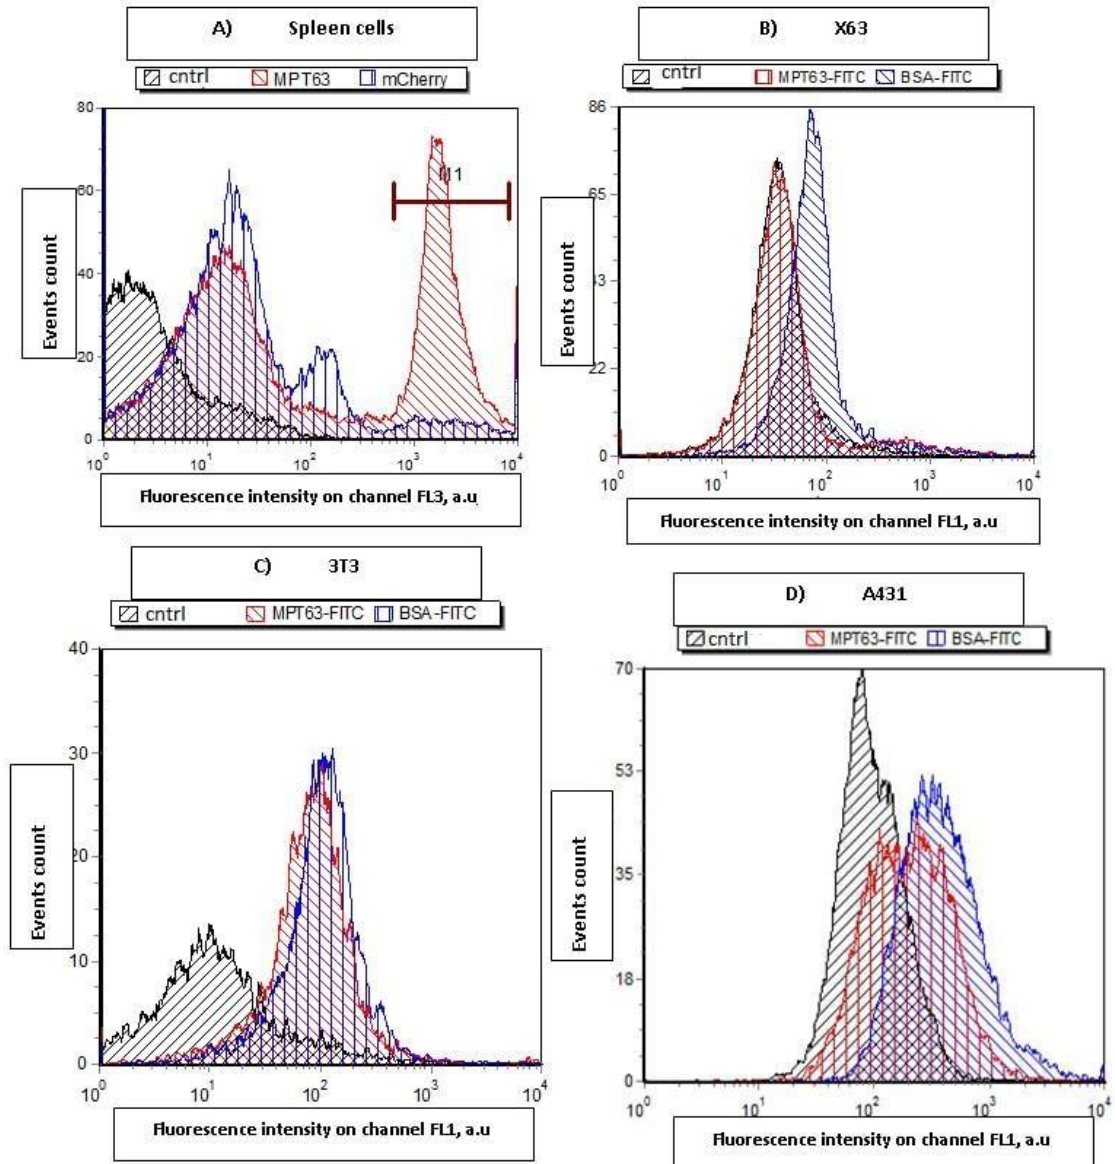 A) Spleen cells
cntrl MPT63 mCherry
80
60
40
20
0
M1
10^0 10^1 10^2 10^3 10^4
Events count
Fluorescence intensity on channel FL3, a.u
B) X63
cntrl MPT63-FITC BSA-FITC
86
65
43
22
0
10^0 10^1 10^2 10^3 10^4
Events count
Fluorescence intensity on channel FL1, a.u
C) 3T3
cntrl MPT63-FITC BSA-FITC
40
30
20
10
0
10^0 10^1 10^2 10^3 10^4
Events count
Fluorescence intensity on channel FL1, a.u
D) A431
cntrl MPT63-FITC BSA-FITC
70
53
35
18
0
10^0 10^1 10^2 10^3 10^4
Events count
Fluorescence intensity on channel FL1, a.u